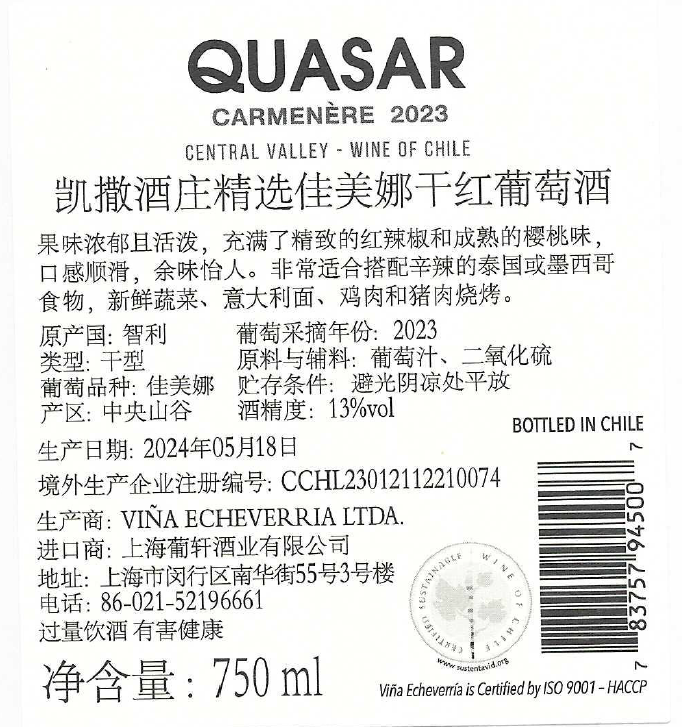 QUASAR
CARMENÈRE 2023
CENTRAL VALLEY - WINE OF CHILE
凯撒酒庄精选佳美娜干红葡萄酒
果味浓郁且活泼，充满了精致的红辣椒和成熟的樱桃味，
口感顺滑，余味怡人。非常适合搭配辛辣的泰国或墨西哥
食物，新鲜蔬菜、意大利面、鸡肉和猪肉烧烤。
原产国: 智利 葡萄采摘年份: 2023
类型: 干型 原料与辅料: 葡萄汁、二氧化硫
葡萄品种: 佳美娜 贮存条件: 避光阴凉处平放
产区: 中央山谷 酒精度: 13%vol
BOTTLED IN CHILE
生产日期: 2024年05月18日
境外生产企业注册编号: CCHL23012112210074
生产商: VIÑA ECHEVERRIA LTDA.
进口商: 上海葡轩酒业有限公司
地址: 上海市闵行区南华街55号3号楼
电话: 86-021-52196661
过量饮酒 有害健康
净含量: 750 ml
CERTIFIED SUSTAINABLE WINE OF CHILE
www.sustentavid.org
7 83757 94500 7
Viña Echeverría is Certified by ISO 9001 – HACCP